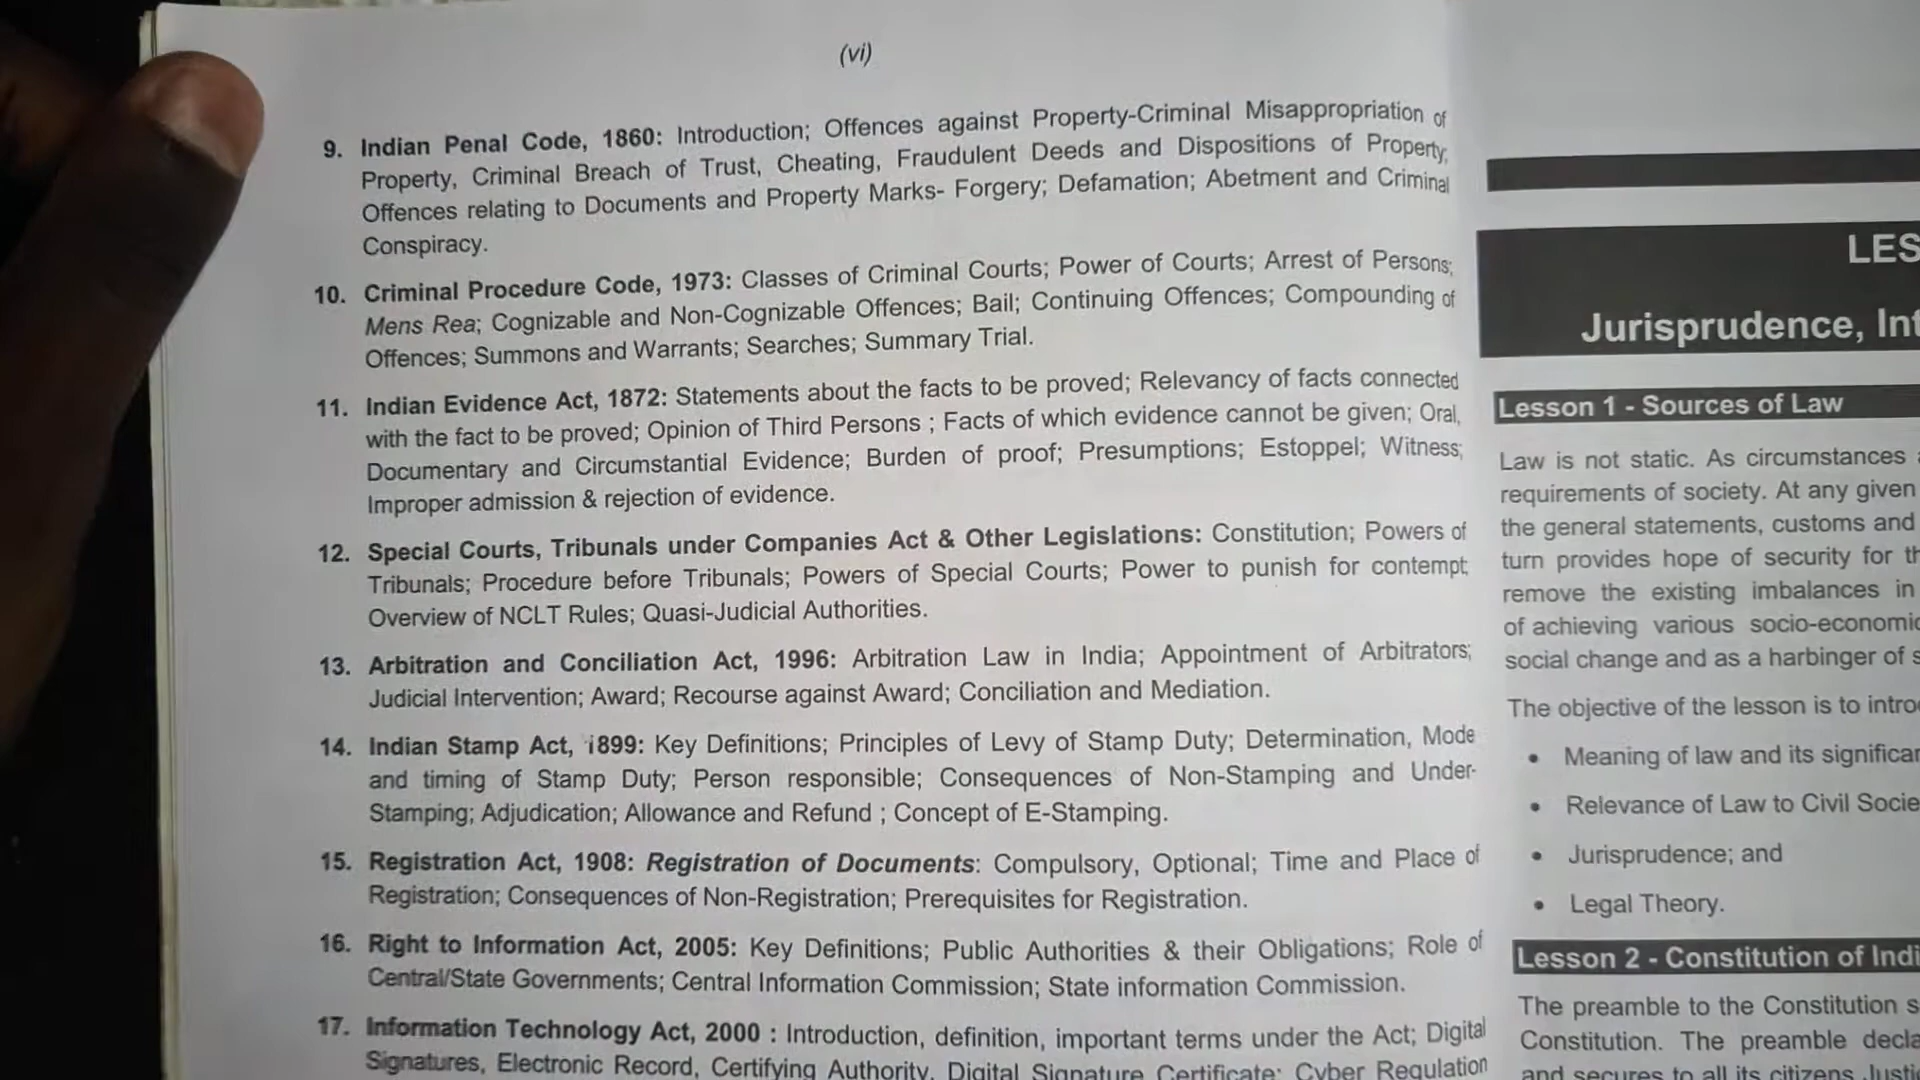 (vi)
9. Indian Penal Code, 1860: Introduction; Offences against Property-Criminal Misappropriation of
Property, Criminal Breach of Trust, Cheating, Fraudulent Deeds and Dispositions of Property,
Offences relating to Documents and Property Marks- Forgery; Defamation; Abetment and Criminal
Conspiracy.
10. Criminal Procedure Code, 1973: Classes of Criminal Courts; Power of Courts; Arrest of Persons;
Mens Rea; Cognizable and Non-Cognizable Offences; Bail; Continuing Offences; Compounding of
Offences; Summons and Warrants; Searches; Summary Trial.
11. Indian Evidence Act, 1872: Statements about the facts to be proved; Relevancy of facts connected
with the fact to be proved; Opinion of Third Persons ; Facts of which evidence cannot be given; Oral,
Documentary and Circumstantial Evidence; Burden of proof; Presumptions; Estoppel; Witness;
Improper admission & rejection of evidence.
12. Special Courts, Tribunals under Companies Act & Other Legislations: Constitution; Powers of
Tribunals; Procedure before Tribunals; Powers of Special Courts; Power to punish for contempt;
Overview of NCLT Rules; Quasi-Judicial Authorities.
13. Arbitration and Conciliation Act, 1996: Arbitration Law in India; Appointment of Arbitrators;
Judicial Intervention; Award; Recourse against Award; Conciliation and Mediation.
14. Indian Stamp Act, 1899: Key Definitions; Principles of Levy of Stamp Duty; Determination, Mode
and timing of Stamp Duty; Person responsible; Consequences of Non-Stamping and Under-
Stamping; Adjudication; Allowance and Refund ; Concept of E-Stamping.
15. Registration Act, 1908: Registration of Documents: Compulsory, Optional; Time and Place of
Registration; Consequences of Non-Registration; Prerequisites for Registration.
16. Right to Information Act, 2005: Key Definitions; Public Authorities & their Obligations; Role of
Central/State Governments; Central Information Commission; State information Commission.
17. Information Technology Act, 2000 : Introduction, definition, important terms under the Act; Digital
Signatures, Electronic Record, Certifying Authority, Digital Signature Certificate; Cyber Regulation
LES
Jurisprudence, Int
Lesson 1 - Sources of Law
Law is not static. As circumstances
requirements of society. At any given
the general statements, customs and
turn provides hope of security for th
remove the existing imbalances in
of achieving various socio-economic
social change and as a harbinger of s
The objective of the lesson is to intro
• Meaning of law and its significan
• Relevance of Law to Civil Socie
• Jurisprudence; and
• Legal Theory.
Lesson 2 - Constitution of Indi
The preamble to the Constitution s
Constitution. The preamble decla
and secures to all its citizens Justi